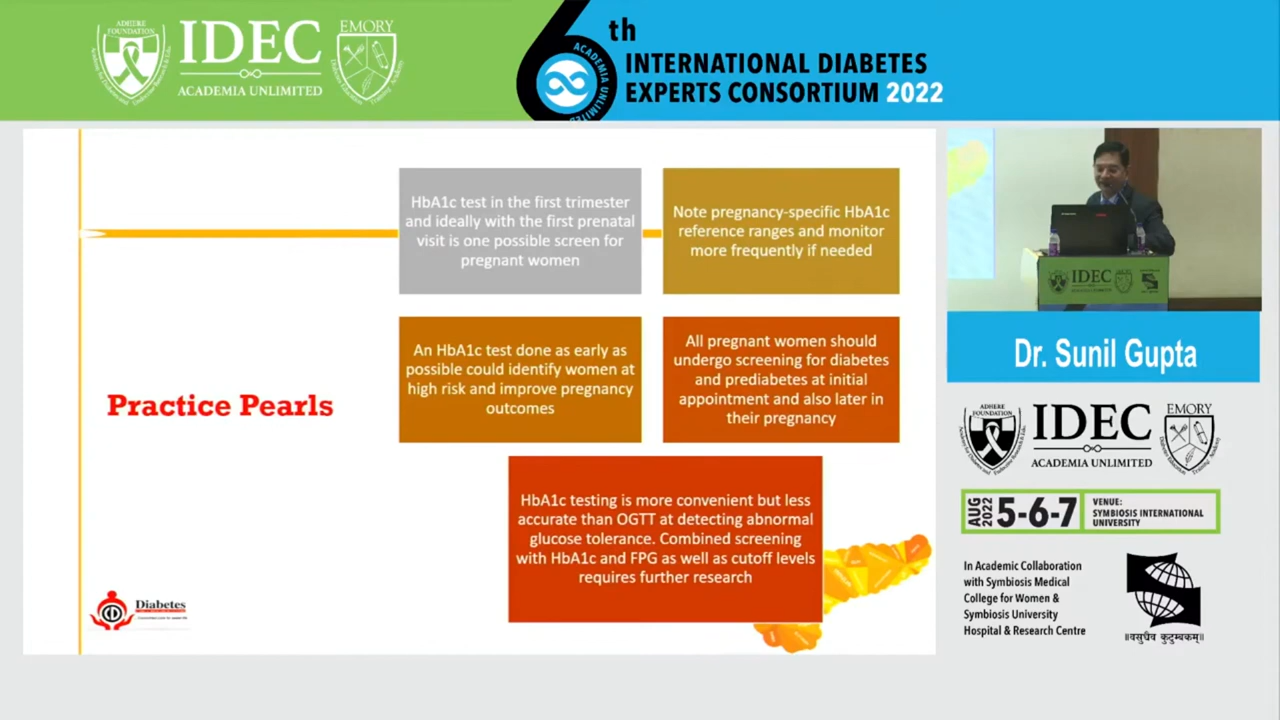 ADHERE
FOUNDATION
IDEC
ACADEMIA UNLIMITED
EMORY
6th
ACADEMIA UNLIMITED
INTERNATIONAL DIABETES
EXPERTS CONSORTIUM 2022
HbA1c test in the first trimester
and ideally with the first prenatal
visit is one possible screen for
pregnant women
Note pregnancy-specific HbA1c
reference ranges and monitor
more frequently if needed
An HbA1c test done as early as
possible could identify women at
high risk and improve pregnancy
outcomes
All pregnant women should
undergo screening for diabetes
and prediabetes at initial
appointment and also later in
their pregnancy
Practice Pearls
HbA1c testing is more convenient but less
accurate than OGTT at detecting abnormal
glucose tolerance. Combined screening
with HbA1c and FPG as well as cutoff levels
requires further research
Diabetes
IDEC
Dr. Sunil Gupta
ADHERE
FOUNDATION
IDEC
ACADEMIA UNLIMITED
EMORY
AUG
2022
5-6-7
VENUE:
SYMBIOSIS INTERNATIONAL
UNIVERSITY
In Academic Collaboration
with Symbiosis Medical
College for Women &
Symbiosis University
Hospital & Research Centre
॥वसुधैव कुटुम्बकम्॥